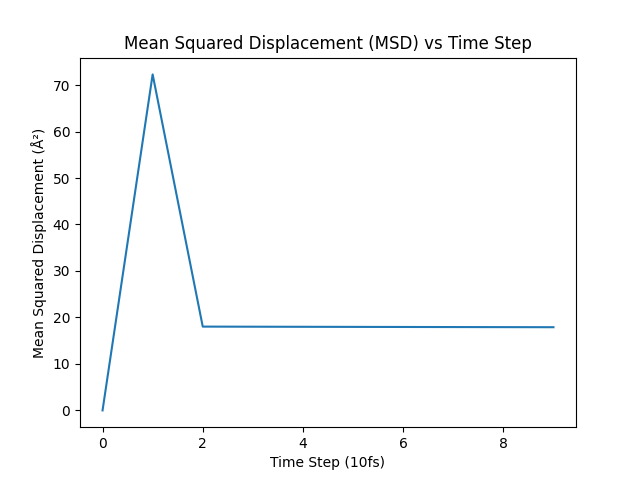 Mean Squared Displacement (MSD) vs Time Step
Mean Squared Displacement (Å²)
70
60
50
40
30
20
10
0
0 2 4 6 8
Time Step (10fs)